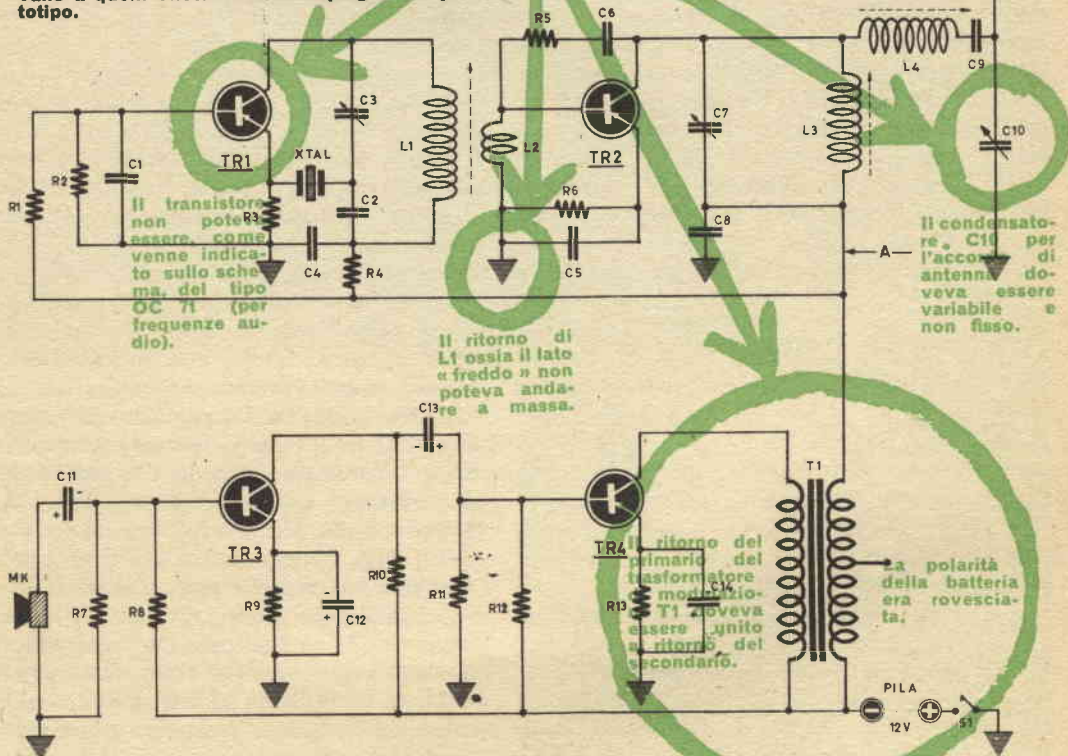 totipo.
R5
C6
L4
C9
C3
C7
C10
TR1
XTAL
L1
L2
TR2
L3
R1
R2
C1
R3
C2
R6
C8
C4
R4
C5
A
Il transistore
non poteva
essere, come
venne indica-
to sullo sche-
ma, del tipo
OC 71 (per
frequenze au-
dio).
Il ritorno di
L1 ossia il lato
« freddo » non
poteva anda-
re a massa.
Il condensato-
re, C10 per
l'accordo di
antenna do-
veva essere
variabile e
non fisso.
C11
+
-
C13
- +
T1
MK
R7
R8
TR3
R9
-
+
C12
R10
R11
R12
TR4
R13
C14
Il ritorno del
primario del
trasformatore
T1 doveva
essere unito
al ritorno del
secondario.
La polarità
della batteria
era rovescia-
ta.
PILA
- +
12V
S1